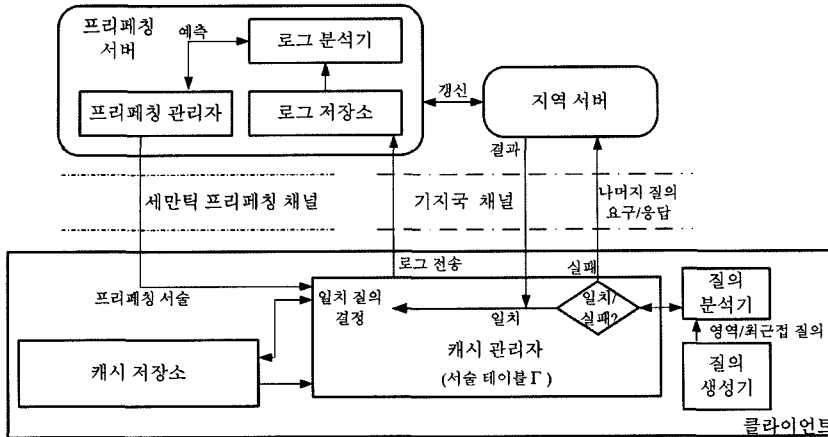 프리페칭
서버
예측
로그 분석기
프리페칭 관리자
로그 저장소
갱신
지역 서버
결과
세만틱 프리페칭 채널
기지국 채널
나머지 질의
요구/응답
로그 전송
실패
프리페칭 서술
일치 질의
결정
일치
일치/
실패?
질의
분석기
영역/최근접 질의
캐시 관리자
(서술 테이블 Γ)
캐시 저장소
질의
생성기
클라이언트